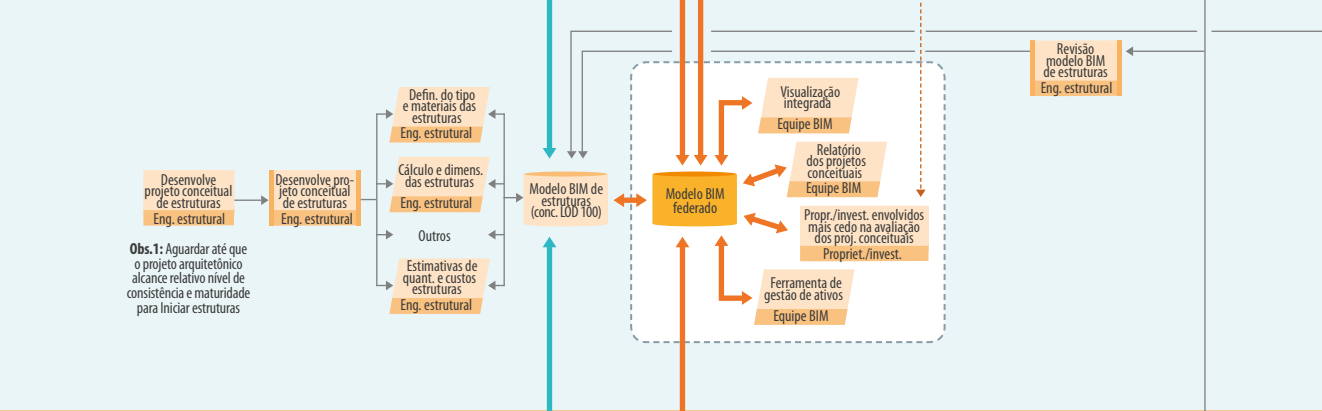 Desenvolve
projeto conceitual
de estruturas
Eng. estrutural
Obs.1: Aguardar até que
o projeto arquitetônico
alcance relativo nível de
consistência e maturidade
para Iniciar estruturas
Desenvolve pro-
jeto conceitual
de estruturas
Eng. estrutural
Defin. do tipo
e materiais das
estruturas
Eng. estrutural
Cálculo e dimens.
das estruturas
Eng. estrutural
Outros
Estimativas de
quant. e custos
estruturas
Eng. estrutural
Modelo BIM de
estruturas
(conc. LOD 100)
Modelo BIM
federado
Visualização
integrada
Equipe BIM
Relatório
dos projetos
conceituais
Equipe BIM
Propr./invest. envolvidos
mais cedo na avaliação
dos proj. conceituais
Propriet./invest.
Ferramenta de
gestão de ativos
Equipe BIM
Revisão
modelo BIM
de estruturas
Eng. estrutural